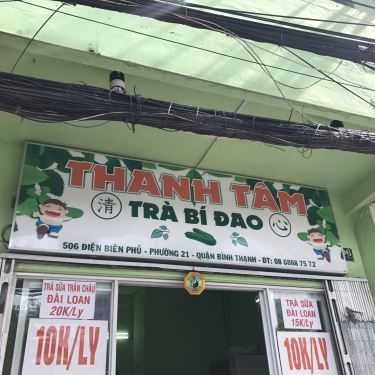 THANH TÂM
清 TRÀ BÍ ĐAO 心
506 ĐIỆN BIÊN PHỦ - PHƯỜNG 21 - QUẬN BÌNH THẠNH - ĐT: 08 6868 75 72
TRÀ SỮA TRÂN CHÂU
ĐÀI LOAN
20K/Ly
10K/LY
TRÀ SỮA
ĐÀI LOAN
15K/Ly
10K/LY